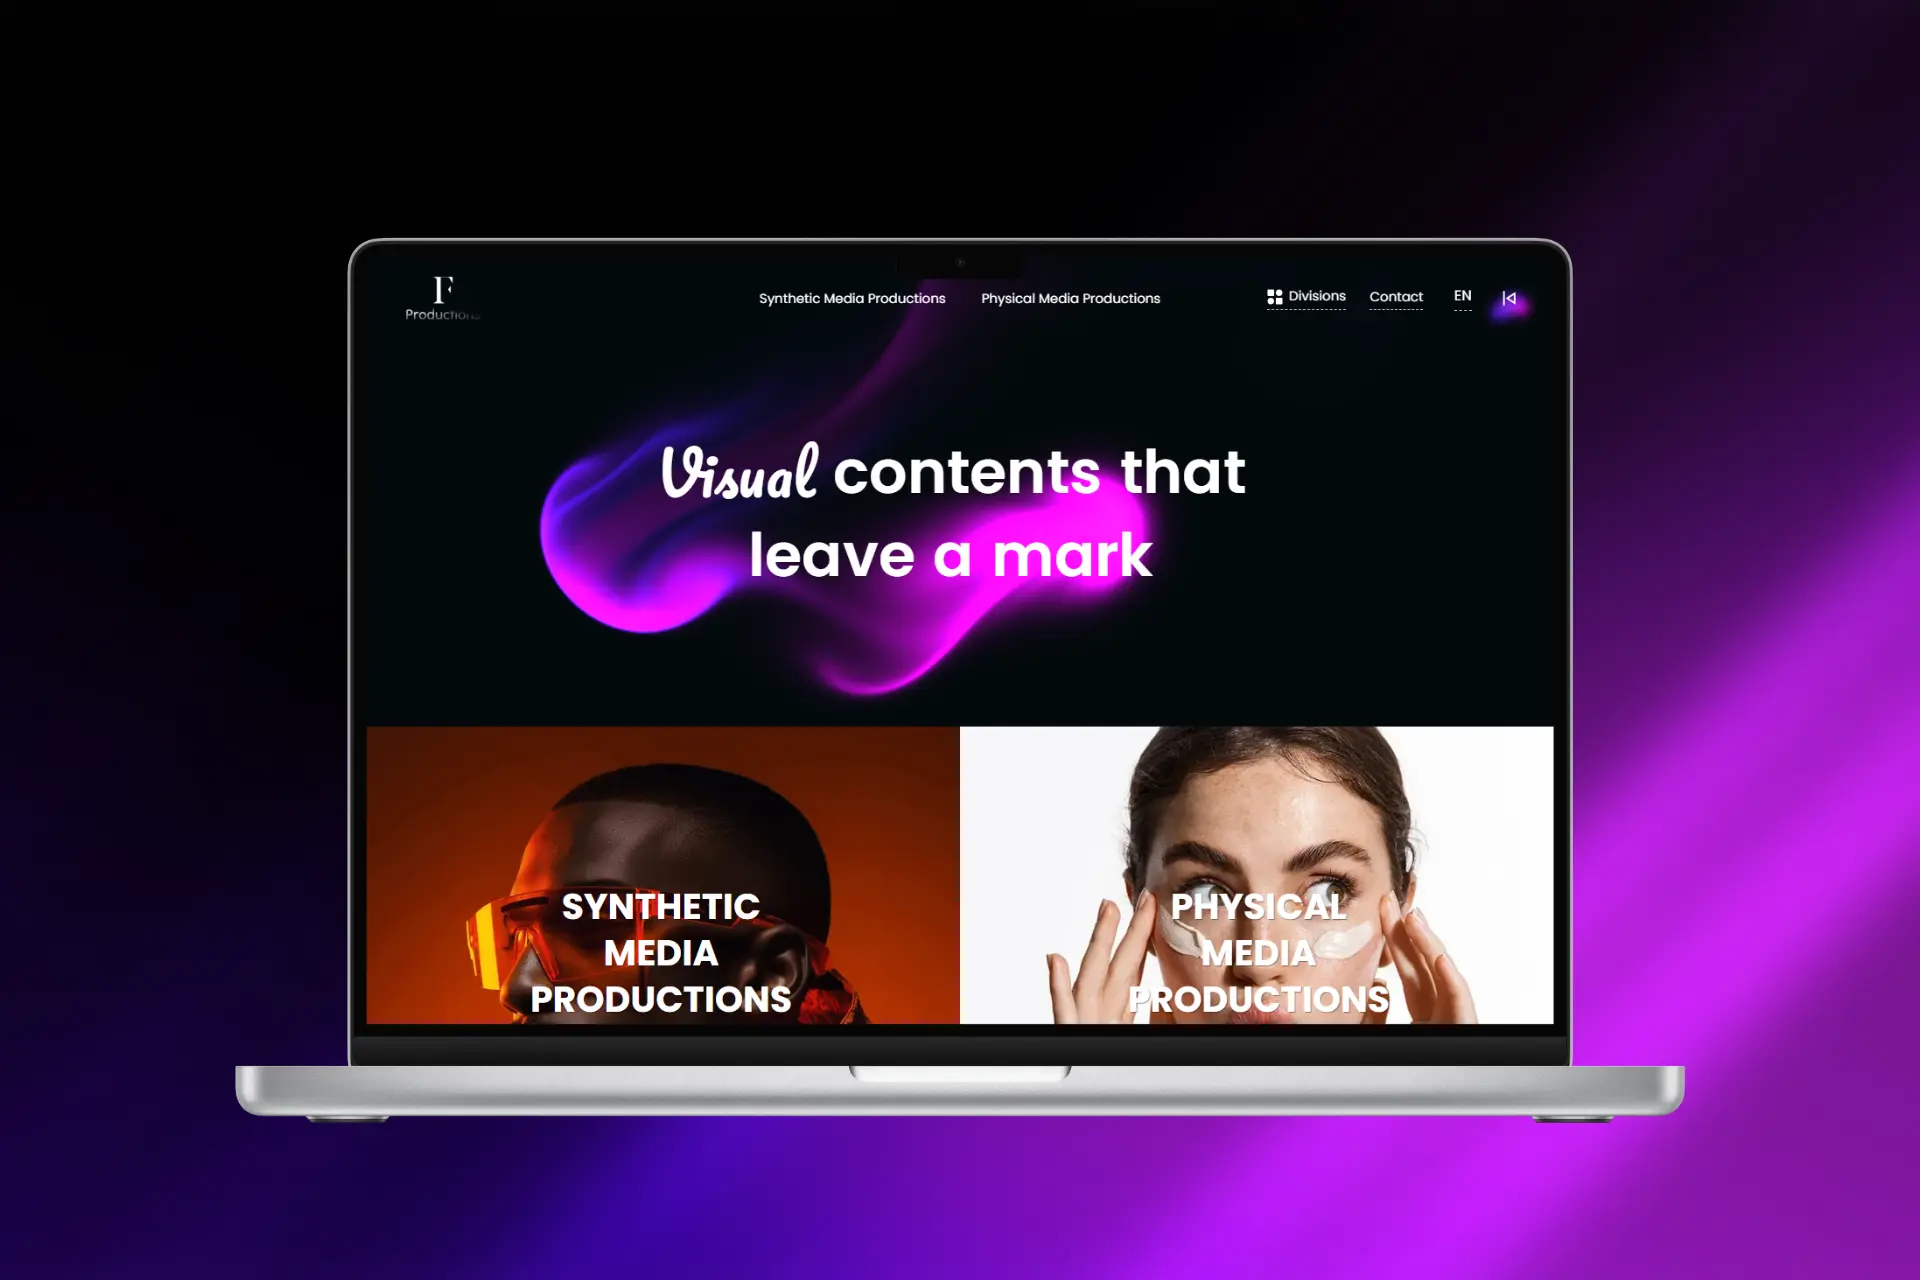 F
Productions
Synthetic Media Productions
Physical Media Productions
Divisions
Contact
EN
Visual contents that
leave a mark
SYNTHETIC
MEDIA
PRODUCTIONS
PHYSICAL
MEDIA
PRODUCTIONS